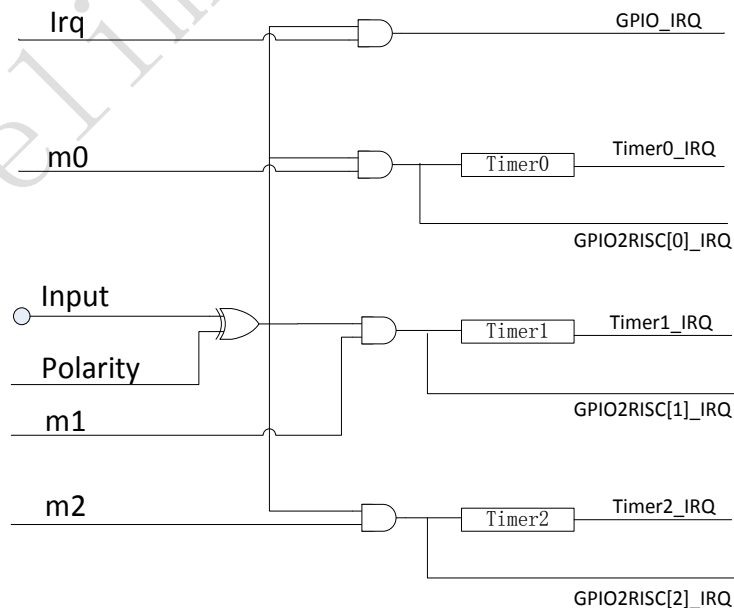 Irq
GPIO_IRQ
m0
Timer0
Timer0_IRQ
GPIO2RISC[0]_IRQ
Input
Timer1
Timer1_IRQ
Polarity
GPIO2RISC[1]_IRQ
m1
m2
Timer2
Timer2_IRQ
GPIO2RISC[2]_IRQ
elim